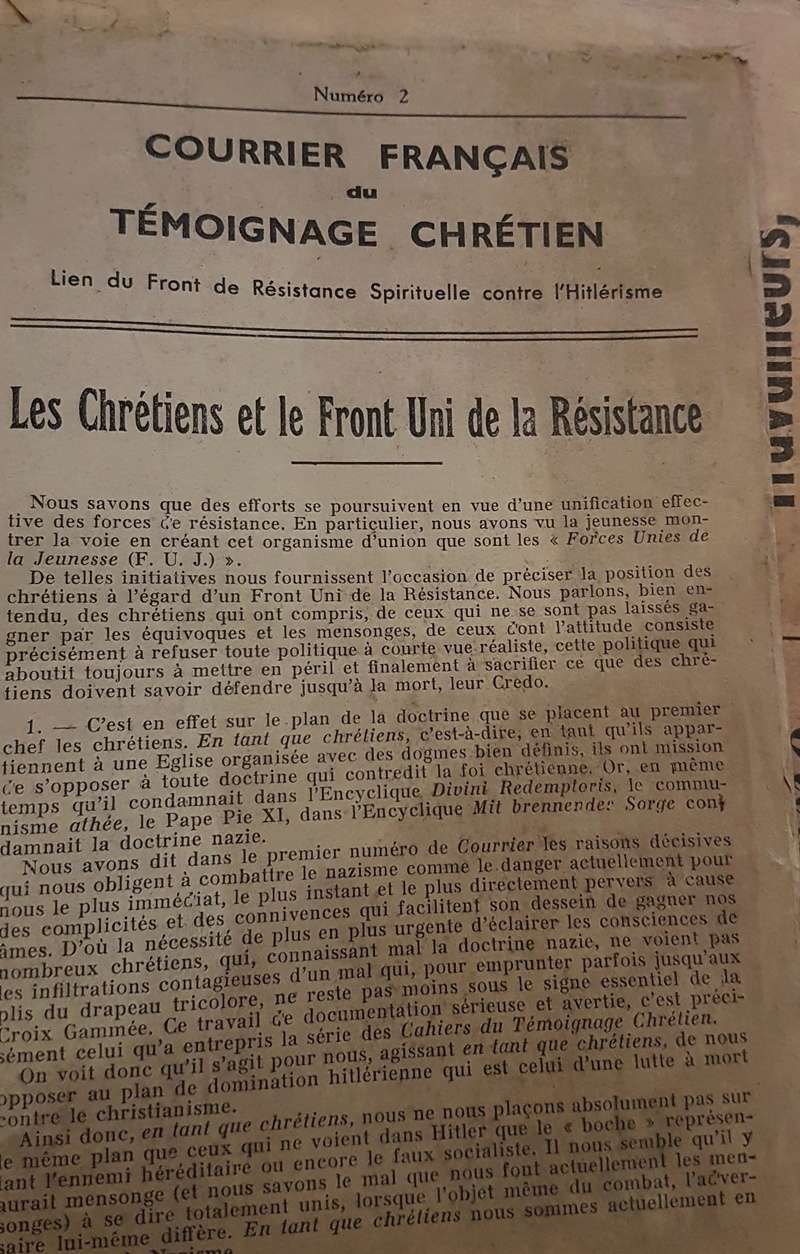 Numéro 2
COURRIER FRANÇAIS
du
TÉMOIGNAGE CHRÉTIEN
Lien du Front de Résistance Spirituelle contre l'Hitlérisme
Les Chrétiens et le Front Uni de la Résistance
Nous savons que des efforts se poursuivent en vue d'une unification effec-
tive des forces de résistance. En particulier, nous avons vu la jeunesse mon-
trer la voie en créant cet organisme d'union que sont les « Forces Unies de
la Jeunesse (F. U. J.) ».
De telles initiatives nous fournissent l'occasion de préciser la position des
chrétiens à l'égard d'un Front Uni de la Résistance. Nous parlons, bien en-
tendu, des chrétiens qui ont compris, de ceux qui ne se sont pas laissés ga-
gner par les équivoques et les mensonges, de ceux dont l'attitude consiste
précisément à refuser toute politique à courte vue réaliste, cette politique qui
aboutit toujours à mettre en péril et finalement à sacrifier ce que des chré-
tiens doivent savoir défendre jusqu'à la mort, leur Credo.
1. — C'est en effet sur le plan de la doctrine que se placent au premier
chef les chrétiens. En tant que chrétiens, c'est-à-dire, en tant qu'ils appar-
tiennent à une Eglise organisée avec des dogmes bien définis, ils ont mission
de s'opposer à toute doctrine qui contredit la foi chrétienne. Or, en même
temps qu'il condamnait dans l'Encyclique Divini Redemptoris, le commu-
nisme athée, le Pape Pie XI, dans l'Encyclique Mit brennender Sorge con
damnait la doctrine nazie.
Nous avons dit dans le premier numéro de Courrier les raisons décisives
qui nous obligent à combattre le nazisme comme le danger actuellement pour
nous le plus immédiat, le plus instant et le plus directement pervers à cause
des complicités et des connivences qui facilitent son dessein de gagner nos
âmes. D'où la nécessité de plus en plus urgente d'éclairer les consciences de
nombreux chrétiens, qui, connaissant mal la doctrine nazie, ne voient pas
les infiltrations contagieuses d'un mal qui, pour emprunter parfois jusqu'aux
plis du drapeau tricolore, ne reste pas moins sous le signe essentiel de la
Croix Gammée. Ce travail de documentation sérieuse et avertie, c'est préci-
sément celui qu'a entrepris la série des Cahiers du Témoignage Chrétien.
On voit donc qu'il s'agit pour nous, agissant en tant que chrétiens, de nous
opposer au plan de domination hitlérienne qui est celui d'une lutte à mort
contre le christianisme.
Ainsi donc, en tant que chrétiens, nous ne nous plaçons absolument pas sur
le même plan que ceux qui ne voient dans Hitler que le « boche » représen-
tant l'ennemi héréditaire ou encore le faux socialiste. Il nous semble qu'il y
aurait mensonge (et nous savons le mal que nous font actuellement les men-
songes) à se dire totalement unis, lorsque l'objet même du combat, l'adver-
saire lui-même diffère. En tant que chrétiens nous sommes actuellement en